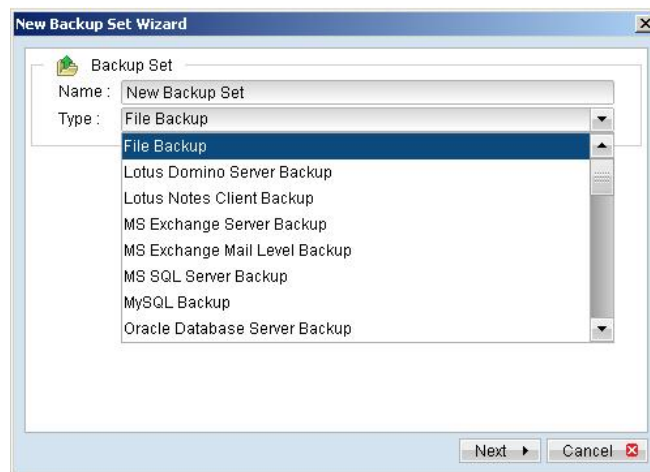 New Backup Set Wizard
Backup Set
Name : New Backup Set
Type : File Backup
File Backup
Lotus Domino Server Backup
Lotus Notes Client Backup
MS Exchange Server Backup
MS Exchange Mail Level Backup
MS SQL Server Backup
MySQL Backup
Oracle Database Server Backup
Next Cancel